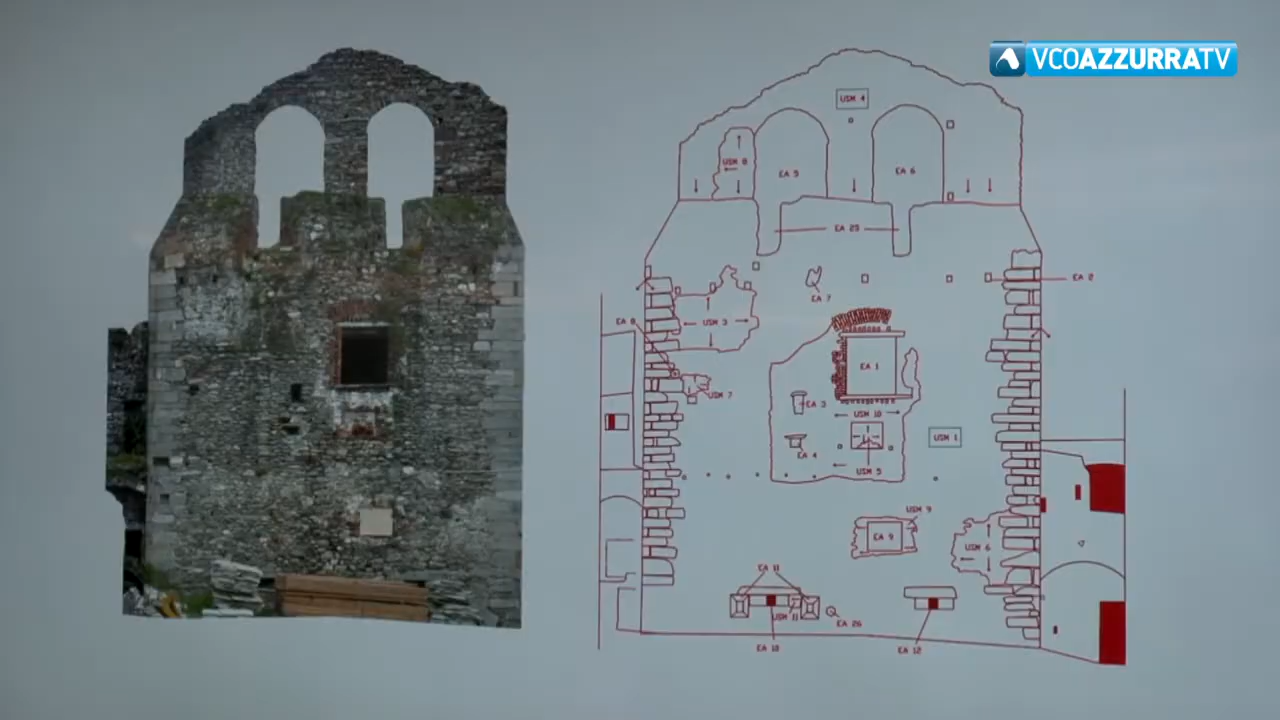 VCOAZZURRATV
USM 4
USM 8
EA 5
EA 6
EA 23
EA 2
EA 7
EA 8
USM 3
EA 1
USM 7
EA 3
USM 10
USM 1
EA 4
USM 5
USM 9
EA 9
USM 6
EA 11
USM 11
EA 26
EA 10
EA 12